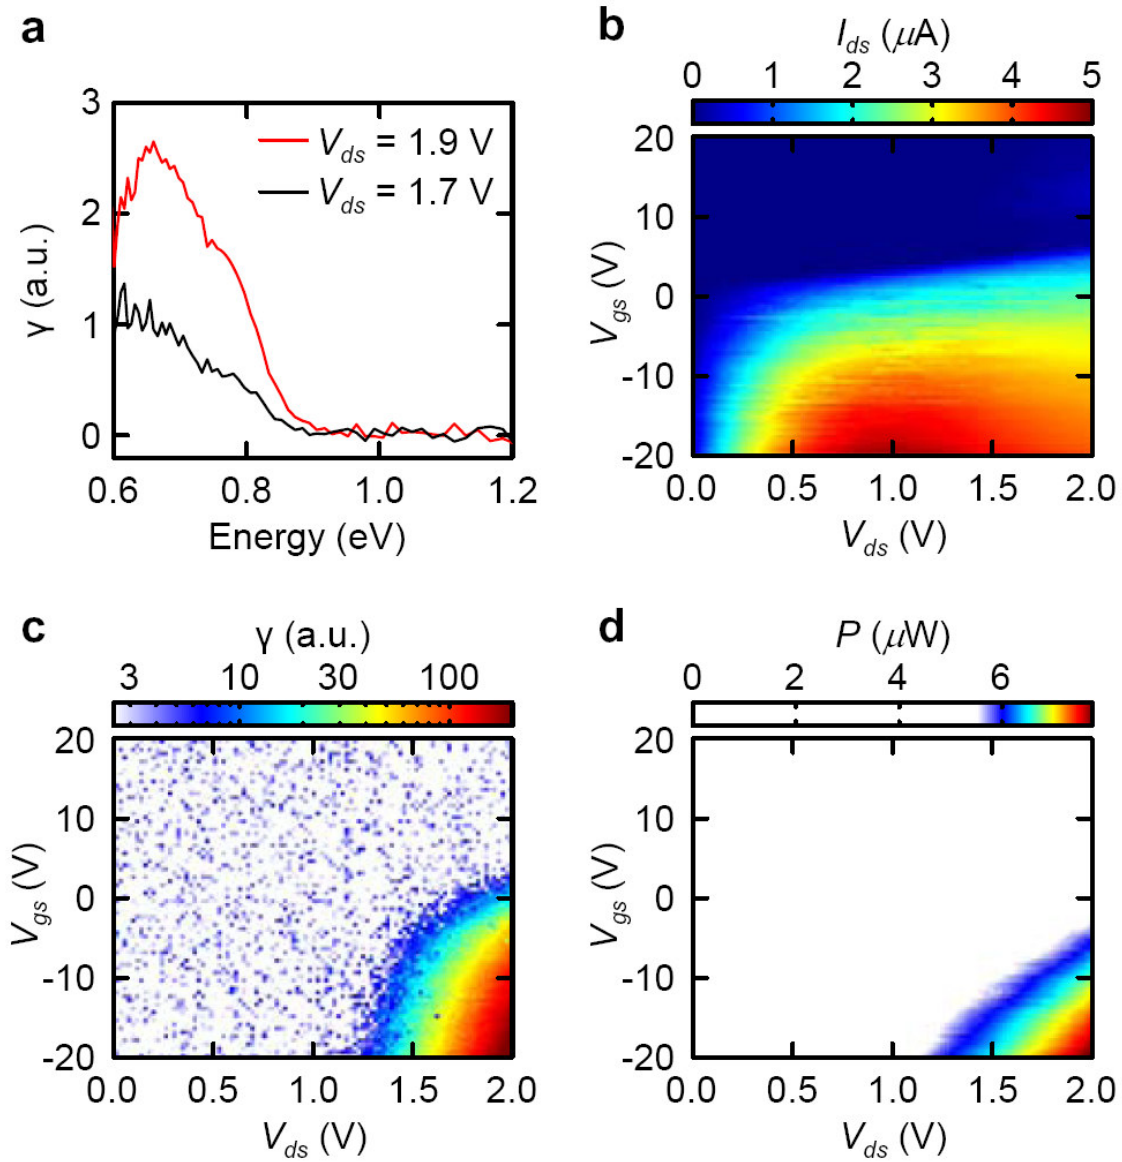 a
3
2
1
0
γ (a.u.)
V_ds = 1.9 V
V_ds = 1.7 V
0.6 0.8 1.0 1.2
Energy (eV)
b
I_ds (μA)
0 1 2 3 4 5
20
10
0
-10
-20
V_gs (V)
0.0 0.5 1.0 1.5 2.0
V_ds (V)
c
γ (a.u.)
3 10 30 100
20
10
0
-10
-20
V_gs (V)
0.0 0.5 1.0 1.5 2.0
V_ds (V)
d
P (μW)
0 2 4 6
20
10
0
-10
-20
V_gs (V)
0.0 0.5 1.0 1.5 2.0
V_ds (V)